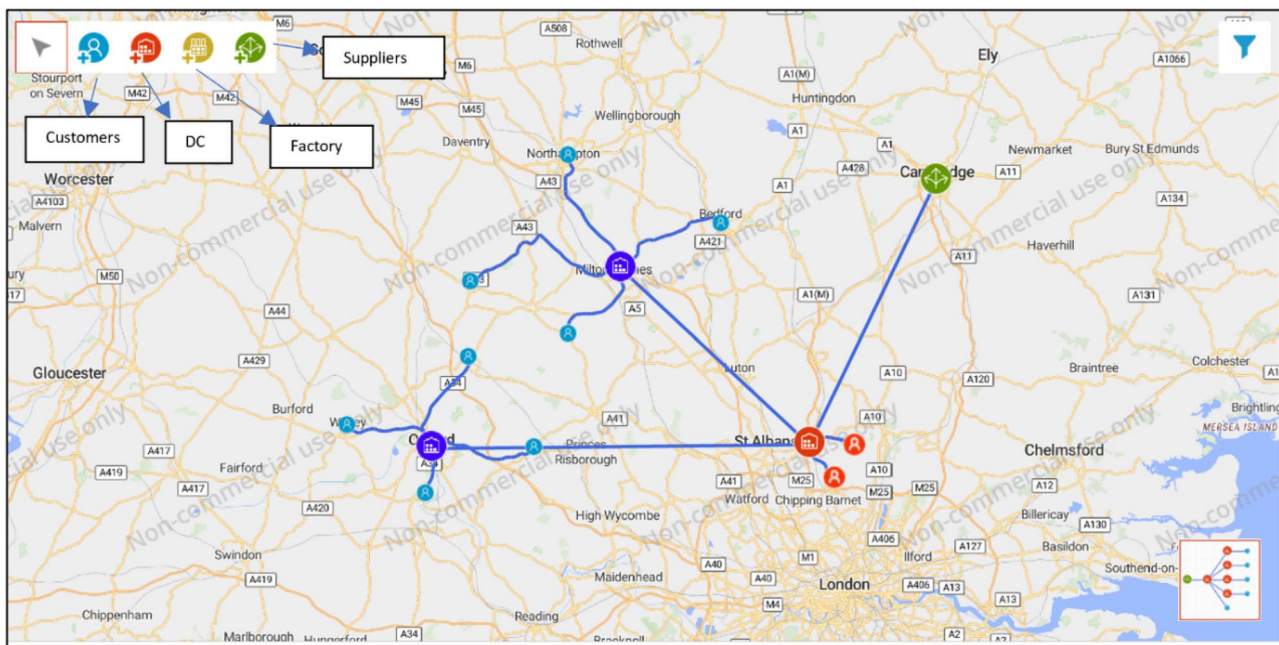 M6
A508
Rothwell
A1(M)
Ely
A1066
Suppliers
M6
Stourport
on Severn
M42
M42
M45
M45
Huntingdon
Customers
DC
Factory
Daventry
Wellingborough
A1
A1
Northampton
A428
Newmarket
Bury St Edmunds
Worcester
Cambridge
A11
A4103
A43
A1
A134
Malvern
Bedford
A43
A421
Haverhill
M50
A11
A1(M)
A131
A44
A5
A429
Luton
A10
A120
Braintree
Colchester
Gloucester
Burford
A41
A10
MERSEA ISLAND
A417
Princes
Risborough
St Albans
Chelmsford
A419
Fairford
A417
A41
M25
A10
A12
Watford
Chipping Barnet
M25
M25
A420
High Wycombe
Billericay
A130
Swindon
A406
Ilford
A127
Basildon
M1
Southend-on-
A419
Maidenhead
A40
A40
London
A406
A13
A13
Chippenham
Reading
M4
Marlborough
Hungerford
A34
Bracknell
A2
Non-commercial use only